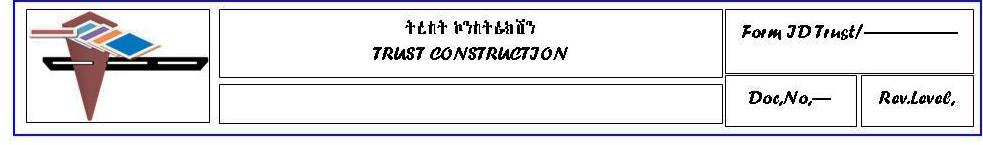 ትረስት ኮንስትራክሽን
TRUST CONSTRUCTION
Form ID Trust/
Doc,No,—
Rev.Level,